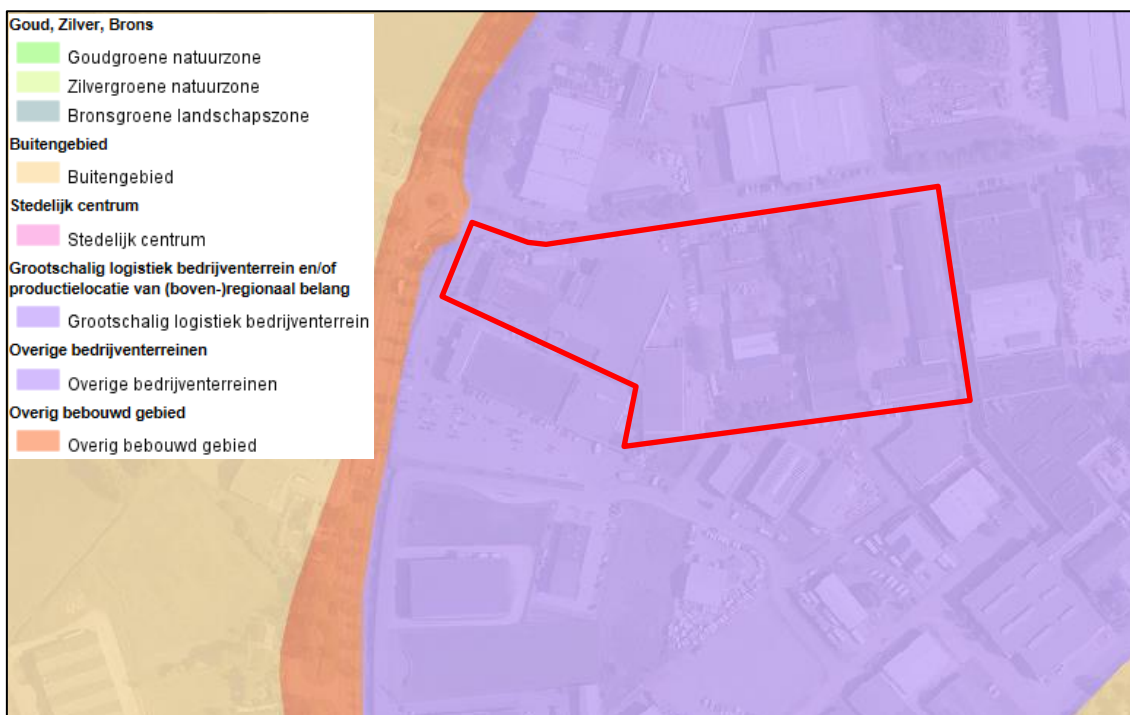 Goud, Zilver, Brons
Goudgroene natuurzone
Zilvergroene natuurzone
Bronsgroene landschapszone
Buitengebied
Buitengebied
Stedelijk centrum
Stedelijk centrum
Grootschalig logistiek bedrijventerrein en/of
productielocatie van (boven-)regionaal belang
Grootschalig logistiek bedrijventerrein
Overige bedrijventerreinen
Overige bedrijventerreinen
Overig bebouwd gebied
Overig bebouwd gebied